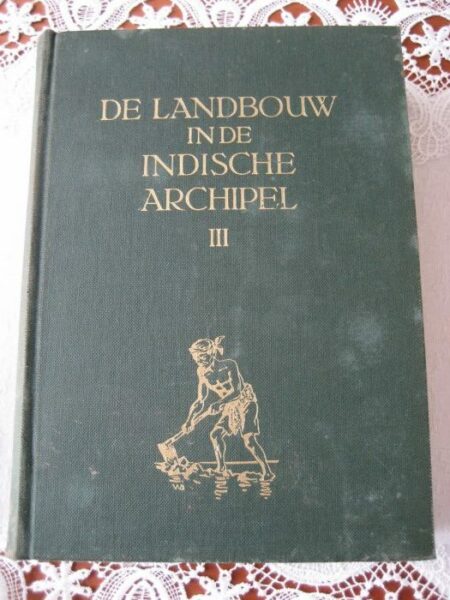 DE LANDBOUW
IN DE
INDISCHE
ARCHIPEL
III